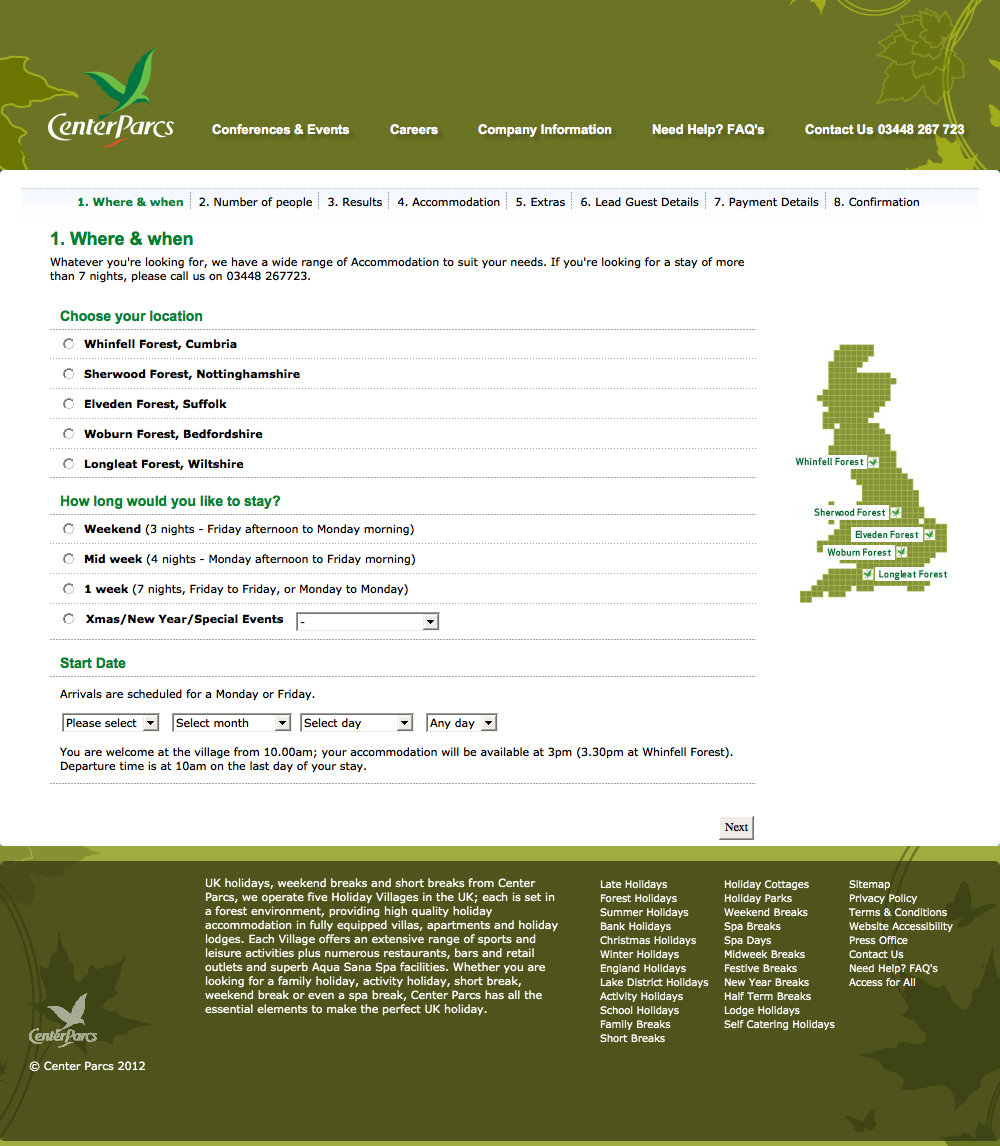 CenterParcs
Conferences & Events
Careers
Company Information
Need Help? FAQ's
Contact Us 03448 267 723
1. Where & when
2. Number of people
3. Results
4. Accommodation
5. Extras
6. Lead Guest Details
7. Payment Details
8. Confirmation
1. Where & when
Whatever you're looking for, we have a wide range of Accommodation to suit your needs. If you're looking for a stay of more
than 7 nights, please call us on 03448 267723.
Choose your location
Whinfell Forest, Cumbria
Sherwood Forest, Nottinghamshire
Elveden Forest, Suffolk
Woburn Forest, Bedfordshire
Longleat Forest, Wiltshire
Whinfell Forest
Sherwood Forest
Elveden Forest
Woburn Forest
Longleat Forest
How long would you like to stay?
Weekend (3 nights - Friday afternoon to Monday morning)
Mid week (4 nights - Monday afternoon to Friday morning)
1 week (7 nights, Friday to Friday, or Monday to Monday)
Xmas/New Year/Special Events -
Start Date
Arrivals are scheduled for a Monday or Friday.
Please select
Select month
Select day
Any day
You are welcome at the village from 10.00am; your accommodation will be available at 3pm (3.30pm at Whinfell Forest).
Departure time is at 10am on the last day of your stay.
Next
UK holidays, weekend breaks and short breaks from Center
Parcs, we operate five Holiday Villages in the UK; each is set in
a forest environment, providing high quality holiday
accommodation in fully equipped villas, apartments and holiday
lodges. Each Village offers an extensive range of sports and
leisure activities plus numerous restaurants, bars and retail
outlets and superb Aqua Sana Spa facilities. Whether you are
looking for a family holiday, activity holiday, short break,
weekend break or even a spa break, Center Parcs has all the
essential elements to make the perfect UK holiday.
Late Holidays
Forest Holidays
Summer Holidays
Bank Holidays
Christmas Holidays
Winter Holidays
England Holidays
Lake District Holidays
Activity Holidays
School Holidays
Family Breaks
Short Breaks
Holiday Cottages
Holiday Parks
Weekend Breaks
Spa Breaks
Spa Days
Midweek Breaks
Festive Breaks
New Year Breaks
Half Term Breaks
Lodge Holidays
Self Catering Holidays
Sitemap
Privacy Policy
Terms & Conditions
Website Accessibility
Press Office
Contact Us
Need Help? FAQ's
Access for All
CenterParcs
© Center Parcs 2012